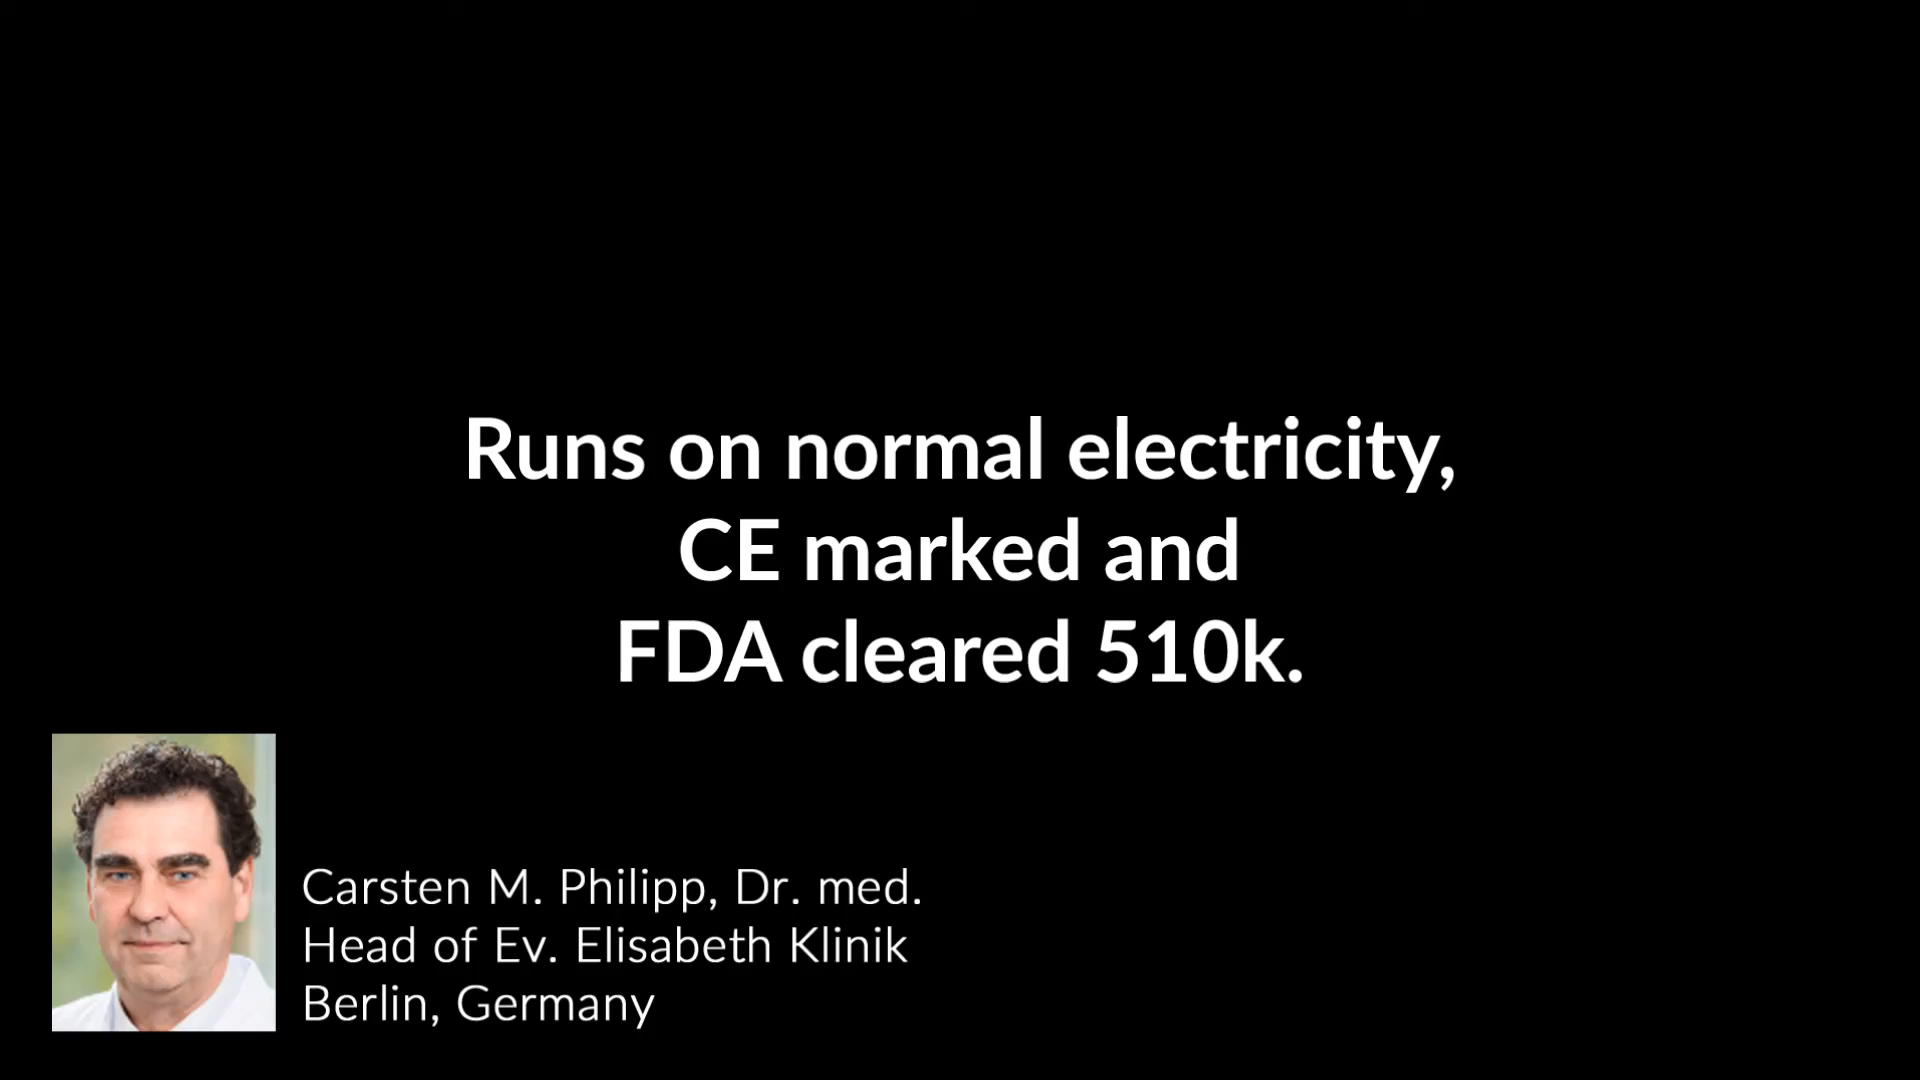 Runs on normal electricity,
CE marked and
FDA cleared 510k.
Carsten M. Philipp, Dr. med.
Head of Ev. Elisabeth Klinik
Berlin, Germany